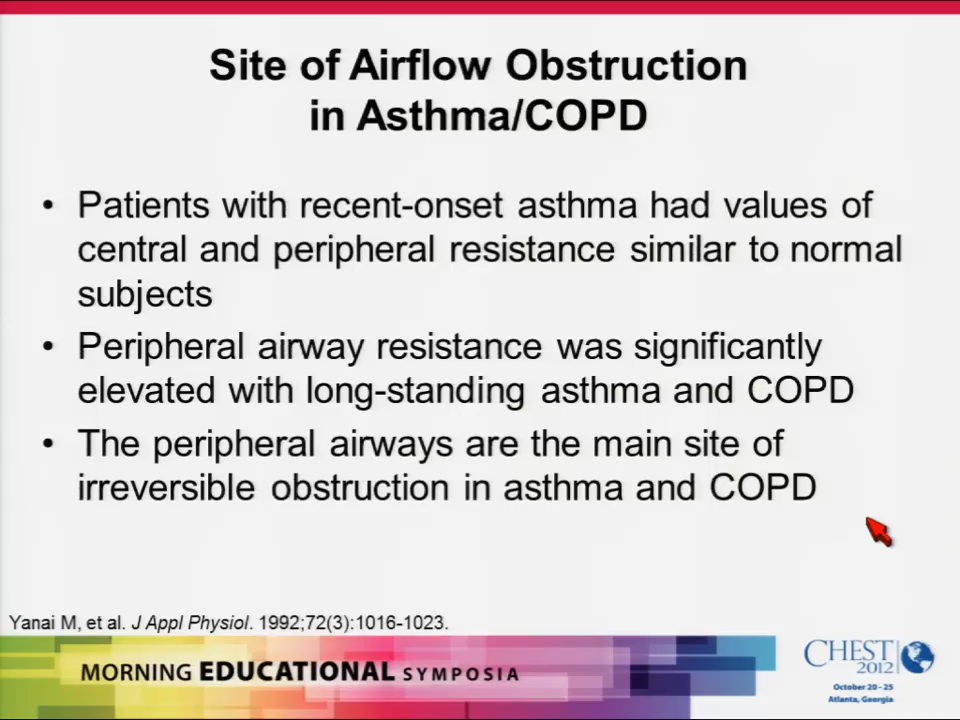 Site of Airflow Obstruction
in Asthma/COPD
• Patients with recent-onset asthma had values of
central and peripheral resistance similar to normal
subjects
• Peripheral airway resistance was significantly
elevated with long-standing asthma and COPD
• The peripheral airways are the main site of
irreversible obstruction in asthma and COPD
Yanai M, et al. J Appl Physiol. 1992;72(3):1016-1023.
MORNING EDUCATIONAL SYMPOSIA
CHEST
2012
October 20 - 25
Atlanta, Georgia